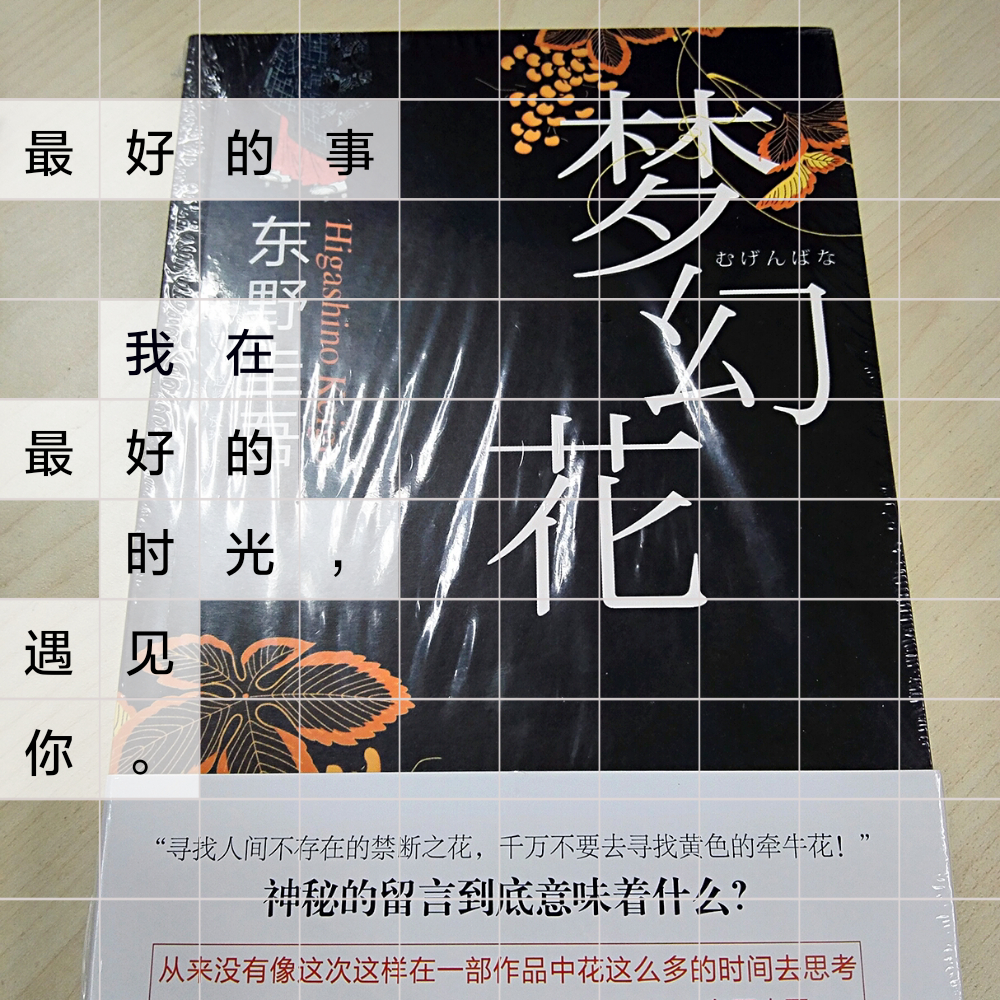 最好的事
我在
最好的
时光，
遇见
你。
梦幻花
むげんばな
东野圭吾
Higashino Keigo
“寻找人间不存在的禁断之花，千万不要去寻找黄色的牵牛花！”
神秘的留言到底意味着什么？
从来没有像这次这样在一部作品中花这么多的时间去思考